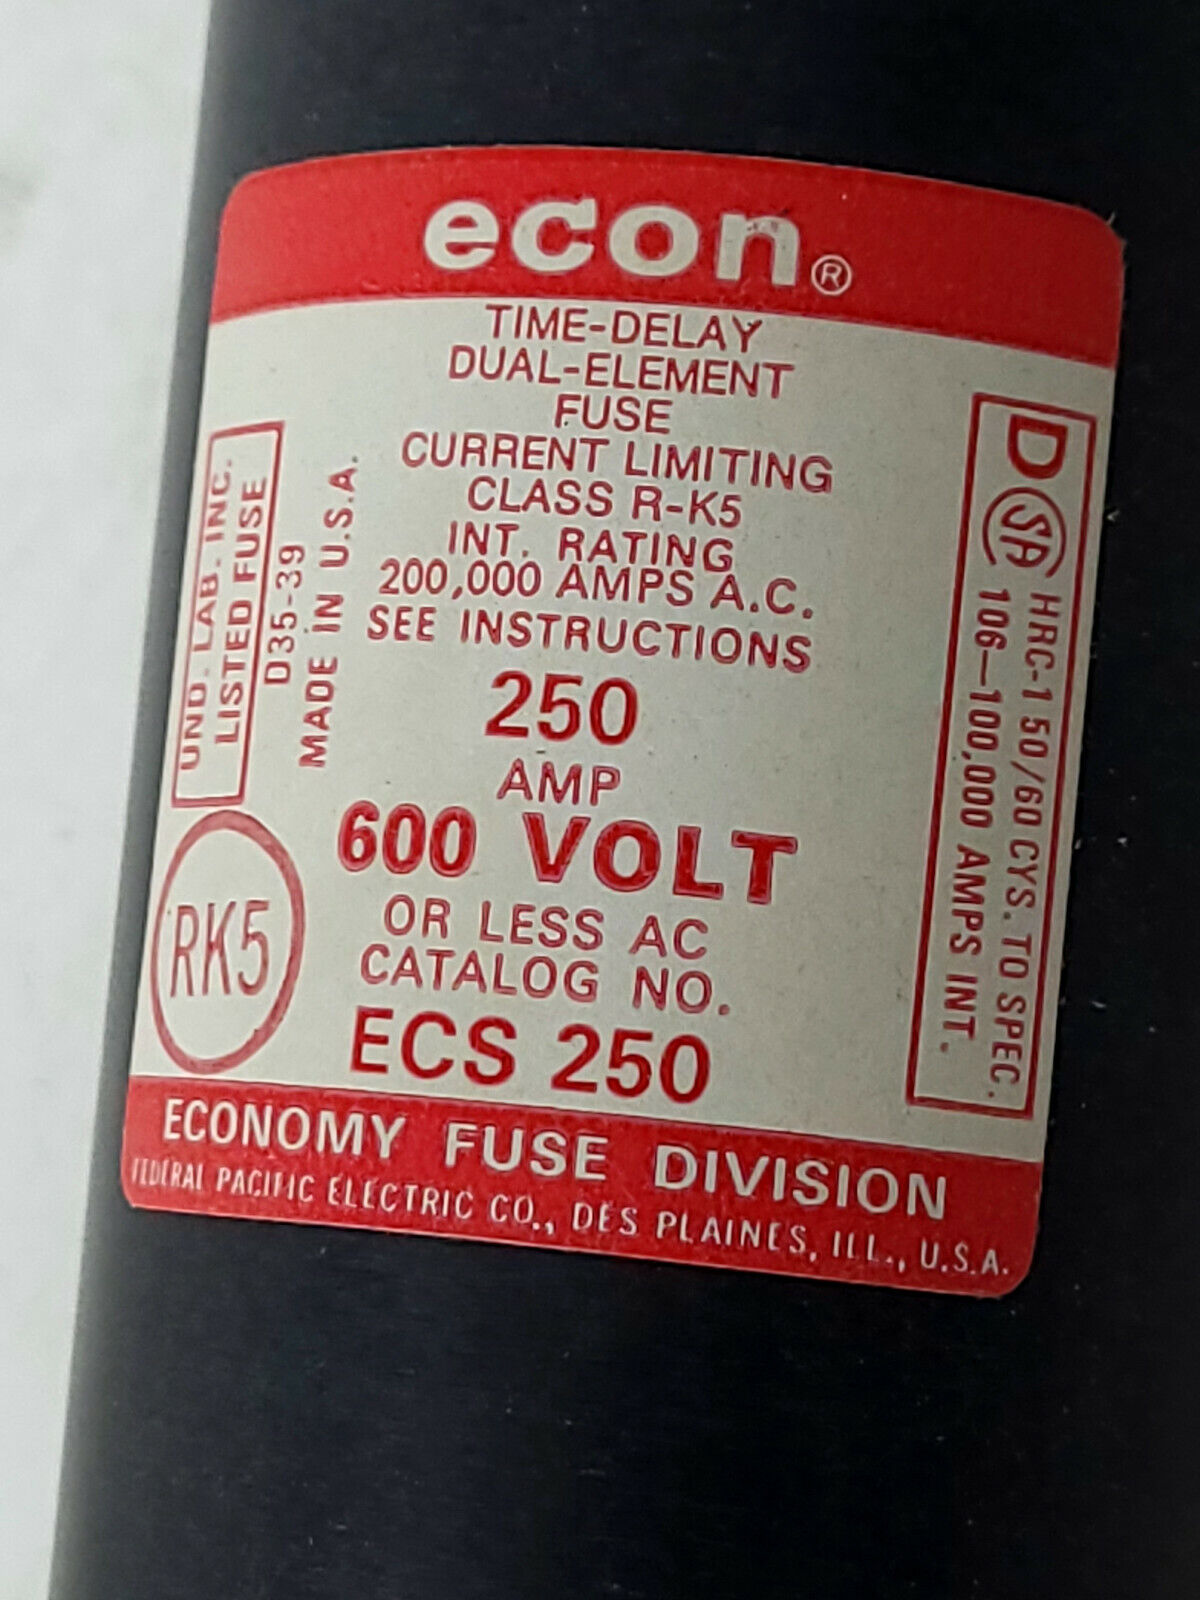 econ®
TIME-DELAY
DUAL-ELEMENT
FUSE
CURRENT LIMITING
CLASS R-K5
INT. RATING
200,000 AMPS A.C.
SEE INSTRUCTIONS
250
AMP
600 VOLT
OR LESS AC
CATALOG NO.
ECS 250
UND. LAB. INC.
LISTED FUSE
D35-39
MADE IN U.S.A.
RK5
D SA HRC-1 50/60 CYS. TO SPEC.
106-100,000 AMPS INT.
ECONOMY FUSE DIVISION
FEDERAL PACIFIC ELECTRIC CO., DES PLAINES, ILL., U.S.A.